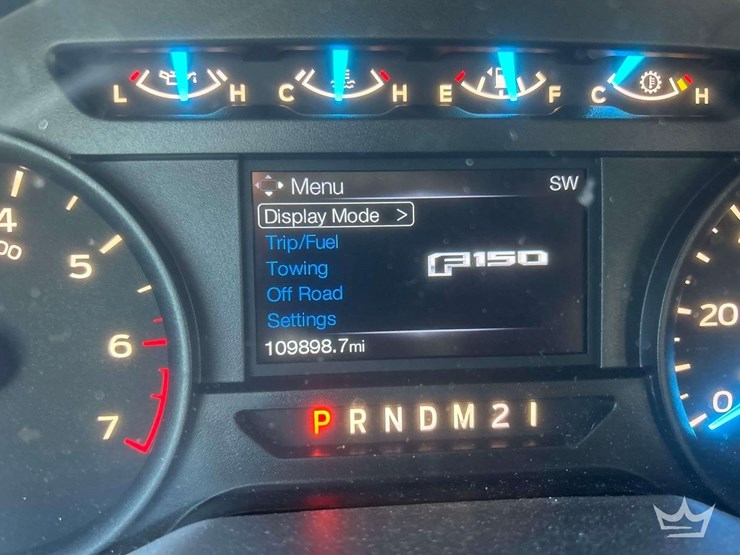 L H C H E F C H
Menu SW
Display Mode >
Trip/Fuel
Towing
F150
Off Road
Settings
109898.7mi
4
00
5
6
7
20
0
P R N D M 2 1